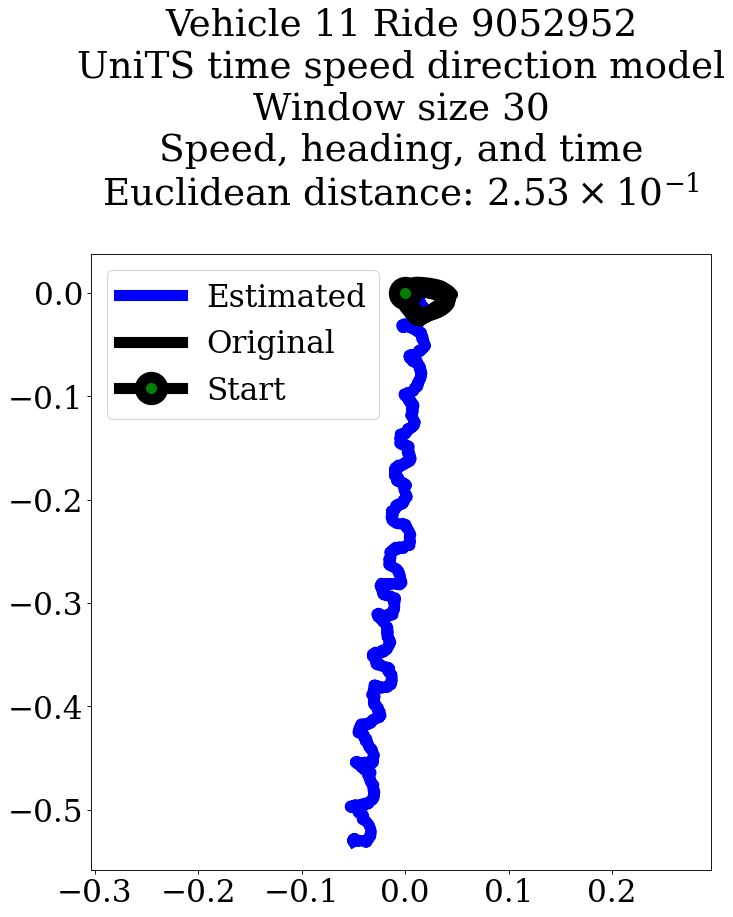 Vehicle 11 Ride 9052952
UniTS time speed direction model
Window size 30
Speed, heading, and time
Euclidean distance: 2.53 × 10⁻¹
Estimated
Original
Start
0.0
−0.1
−0.2
−0.3
−0.4
−0.5
−0.3 −0.2 −0.1 0.0 0.1 0.2